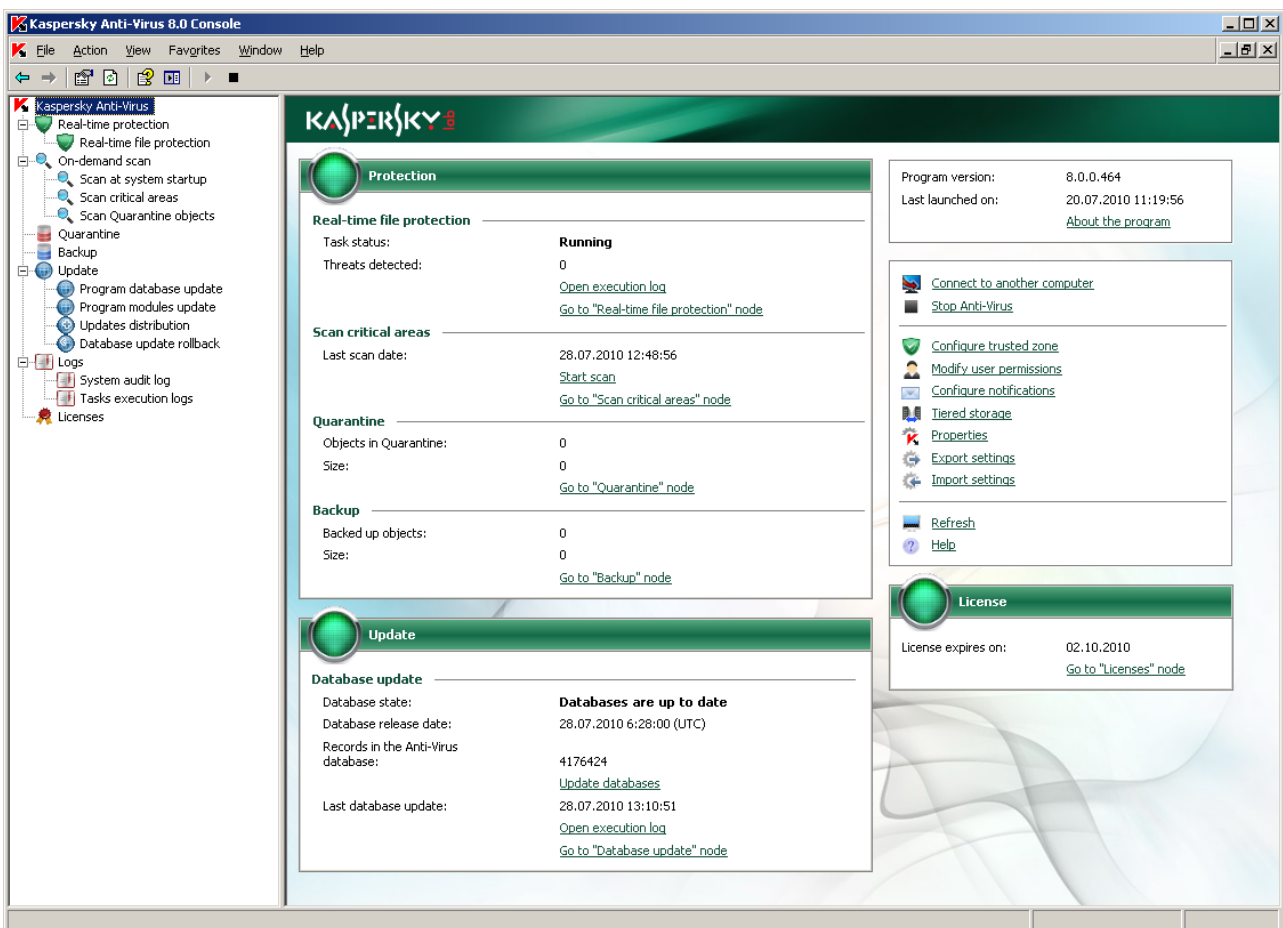 Kaspersky Anti-Virus 8.0 Console
File Action View Favorites Window Help
Kaspersky Anti-Virus
Real-time protection
Real-time file protection
On-demand scan
Scan at system startup
Scan critical areas
Scan Quarantine objects
Quarantine
Backup
Update
Program database update
Program modules update
Updates distribution
Database update rollback
Logs
System audit log
Tasks execution logs
Licenses
KASPERSKY lab
Protection
Real-time file protection
Task status: Running
Threats detected: 0
Open execution log
Go to "Real-time file protection" node
Scan critical areas
Last scan date: 28.07.2010 12:48:56
Start scan
Go to "Scan critical areas" node
Quarantine
Objects in Quarantine: 0
Size: 0
Go to "Quarantine" node
Backup
Backed up objects: 0
Size: 0
Go to "Backup" node
Update
Database update
Database state: Databases are up to date
Database release date: 28.07.2010 6:28:00 (UTC)
Records in the Anti-Virus
database: 4176424
Update databases
Last database update: 28.07.2010 13:10:51
Open execution log
Go to "Database update" node
Program version: 8.0.0.464
Last launched on: 20.07.2010 11:19:56
About the program
Connect to another computer
Stop Anti-Virus
Configure trusted zone
Modify user permissions
Configure notifications
Tiered storage
Properties
Export settings
Import settings
Refresh
Help
License
License expires on: 02.10.2010
Go to "Licenses" node